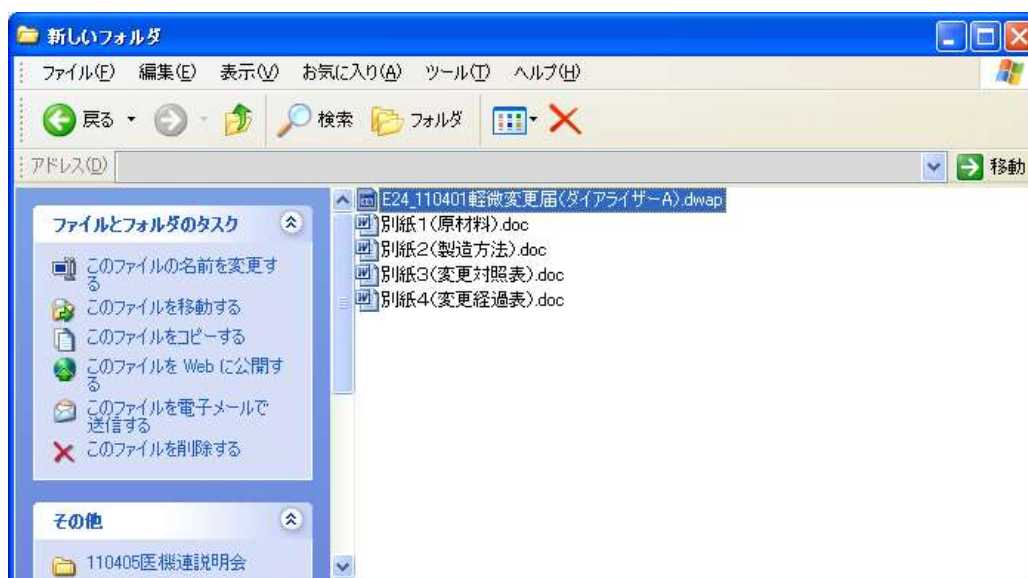 新しいフォルダ
ファイル(F) 編集(E) 表示(V) お気に入り(A) ツール(T) ヘルプ(H)
戻る 検索 フォルダ
アドレス(D) 移動
ファイルとフォルダのタスク
このファイルの名前を変更す
る
このファイルを移動する
このファイルをコピーする
このファイルを Web に公開す
る
このファイルを電子メールで
送信する
このファイルを削除する
その他
110405医機連説明会
E24_110401軽微変更届(ダイアライザーA).dwap
別紙1(原材料).doc
別紙2(製造方法).doc
別紙3(変更対照表).doc
別紙4(変更経過表).doc